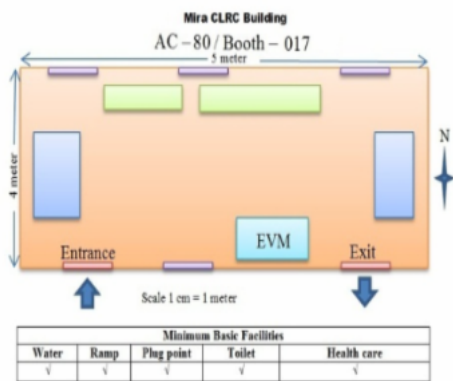 Mira CLRC Building
AC-80/Booth-017
5 meter
4 meter
N
EVM
Entrance
Exit
Scale 1 cm = 1 meter
Minimum Basic Facilities
Water Ramp Plug point Toilet Health care
√ √ √ √ √